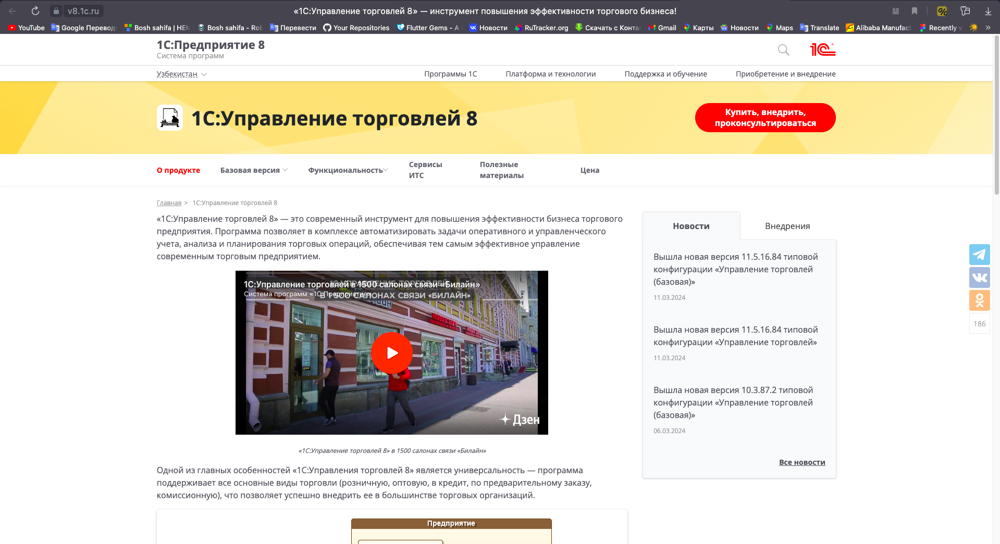 v8.1c.ru
«1С:Управление торговлей 8» — инструмент повышения эффективности торгового бизнеса!
YouTube
Google Перевод
Bosh sahifa | HEM
Bosh sahifa - Rob
Перевести
Your Repositories
Flutter Gems - A
Новости
RuTracker.org
Скачать с Конта
Gmail
Карты
Новости
Maps
Translate
Alibaba Manufact
Recently v
»
1С:Предприятие 8
Система программ
1С
Узбекистан
Программы 1С
Платформа и технологии
Поддержка и обучение
Приобретение и внедрение
1С:Управление торговлей 8
Купить, внедрить,
проконсультироваться
О продукте
Базовая версия
Функциональность
Сервисы
ИТС
Полезные
материалы
Цена
Главная > 1С:Управление торговлей 8
«1С:Управление торговлей 8» — это современный инструмент для повышения эффективности бизнеса торгового
предприятия. Программа позволяет в комплексе автоматизировать задачи оперативного и управленческого
учета, анализа и планирования торговых операций, обеспечивая тем самым эффективное управление
современным торговым предприятием.
1С:Управление торговлей в 1500 салонах связи «Билайн»
Система программ «1С:Предприятие»
1С:УПРАВЛЕНИЕ ТОРГОВЛЕЙ
В 1500 САЛОНАХ СВЯЗИ «БИЛАЙН»
Дзен
«1С:Управление торговлей 8» в 1500 салонах связи «Билайн»
Одной из главных особенностей «1С:Управления торговлей 8» является универсальность — программа
поддерживает все основные виды торговли (розничную, оптовую, в кредит, по предварительному заказу,
комиссионную), что позволяет успешно внедрить ее в большинстве торговых организаций.
Предприятие
Новости
Внедрения
Вышла новая версия 11.5.16.84 типовой
конфигурации «Управление торговлей
(базовая)»
11.03.2024
Вышла новая версия 11.5.16.84 типовой
конфигурации «Управление торговлей»
11.03.2024
Вышла новая версия 10.3.87.2 типовой
конфигурации «Управление торговлей
(базовая)»
06.03.2024
Все новости
186